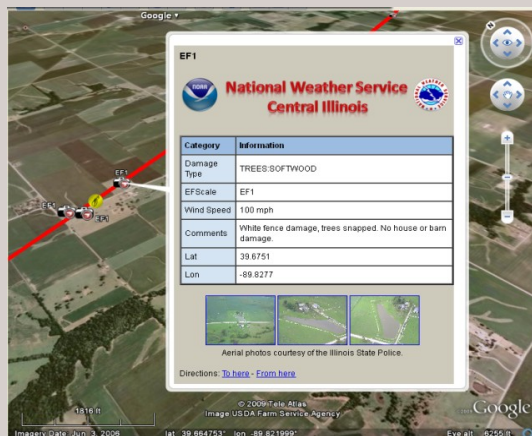 Google ▾
EF1
NOAA
National Weather Service
Central Illinois
Category Information
Damage Type TREES:SOFTWOOD
EFScale EF1
Wind Speed 100 mph
Comments White fence damage, trees snapped. No house or barn
damage.
Lat 39.6751
Lon -89.8277
EF1
EF1
EF1
Aerial photos courtesy of the Illinois State Police.
Directions: To here - From here
1816 ft
© 2009 Tele Atlas
Image USDA Farm Service Agency
Google
Imagery Date: Jun 3, 2006 lat 39.664753° lon -89.821999° Eye alt 6255 ft